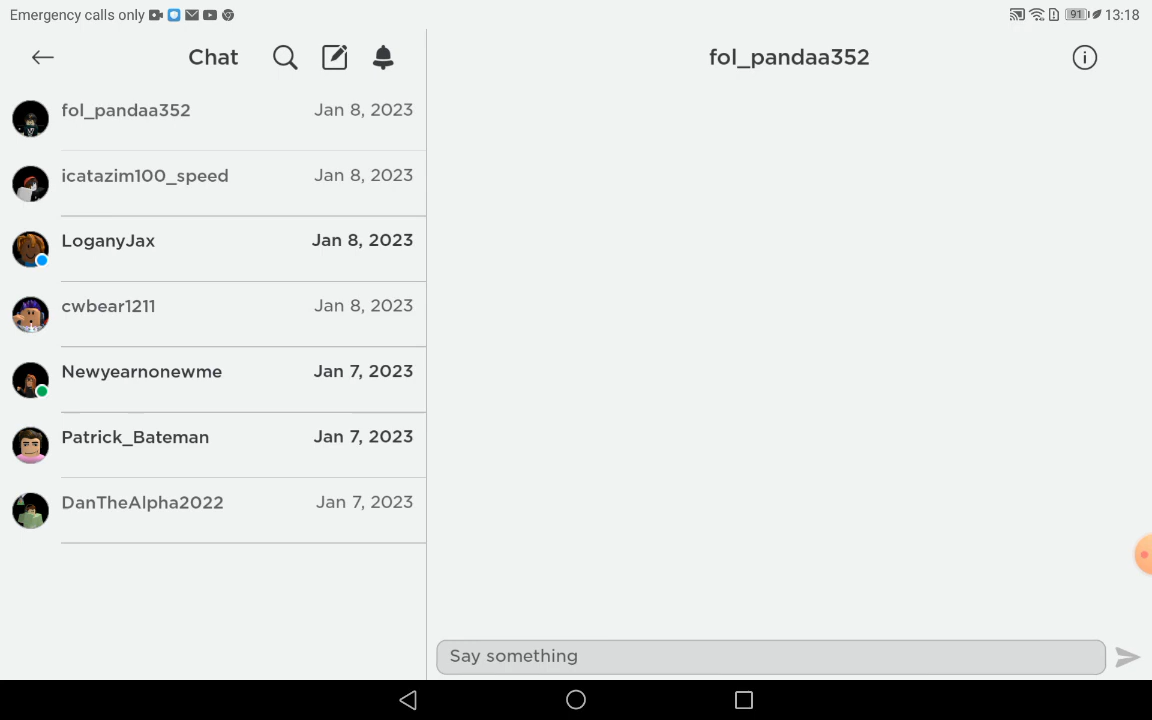 Emergency calls only
91
13:18
Chat
fol_pandaa352 Jan 8, 2023
icatazim100_speed Jan 8, 2023
LoganyJax Jan 8, 2023
cwbear1211 Jan 8, 2023
Newyearnonewme Jan 7, 2023
Patrick_Bateman Jan 7, 2023
DanTheAlpha2022 Jan 7, 2023
fol_pandaa352
Say something